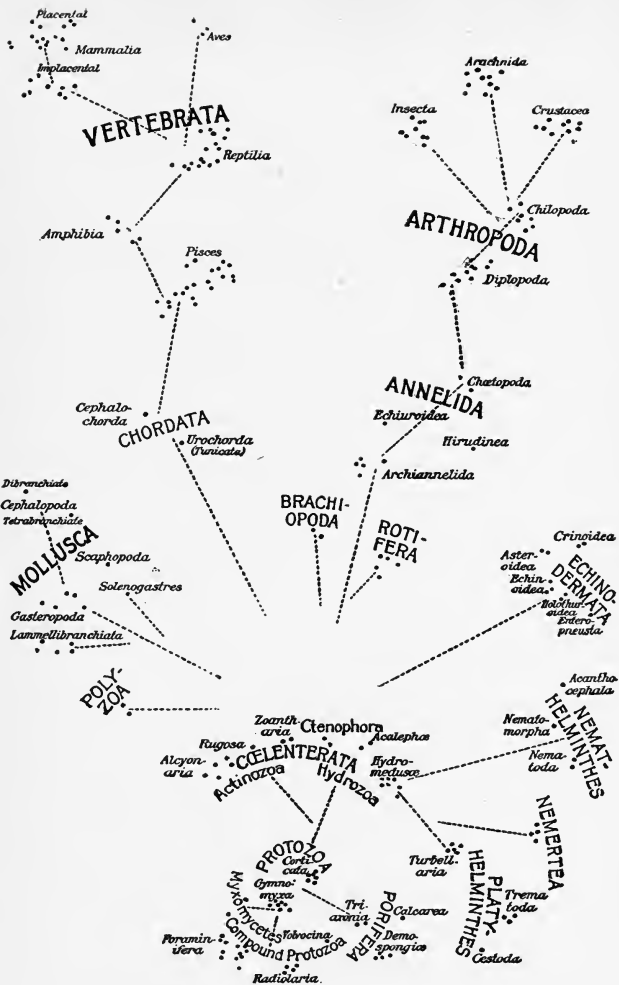 Placental
Mammalia
Implacental
Aves
VERTEBRATA
Reptilia
Amphibia
Pisces
Cephalo-
chorda
CHORDATA
Urochorda
(Tunicata)
Arachnida
Insecta
Crustacea
Chilopoda
ARTHROPODA
Diplopoda
Chætopoda
ANNELIDA
Echiuroidea
Hirudinea
Archiannelida
BRACHI-
OPODA
ROTI-
FERA
Dibranchiate
Cephalopoda
Tetrabranchiate
MOLLUSCA
Scaphopoda
Solenogastres
Gasteropoda
Lammellibranchiata
POLY-
ZOA
Crinoidea
Aster-
oidea
Echin-
oidea
ECHINO-
DERMATA
Holothur-
oidea
Entero-
pneusta
Acantho-
cephala
Nemato-
morpha
NEMAT-
HELMINTHES
Nema-
toda
Zoanth-
aria
Ctenophora
Acalephæ
Rugosa
Alcyon-
aria
CŒLENTERATA
Actinozoa
Hydrozoa
Hydro-
medusæ
NEMERTEA
Turbell-
aria
PLATY-
HELMINTHES
Trema-
toda
Cestoda
PROTOZOA
Corti-
cata
Gymno-
myxa
Myxomycetes
Tri-
axonia
Calcarea
PORIFERA
Demo-
spongiæ
Foramin-
ifera
Volvocina
Compound Protozoa
Radiolaria.